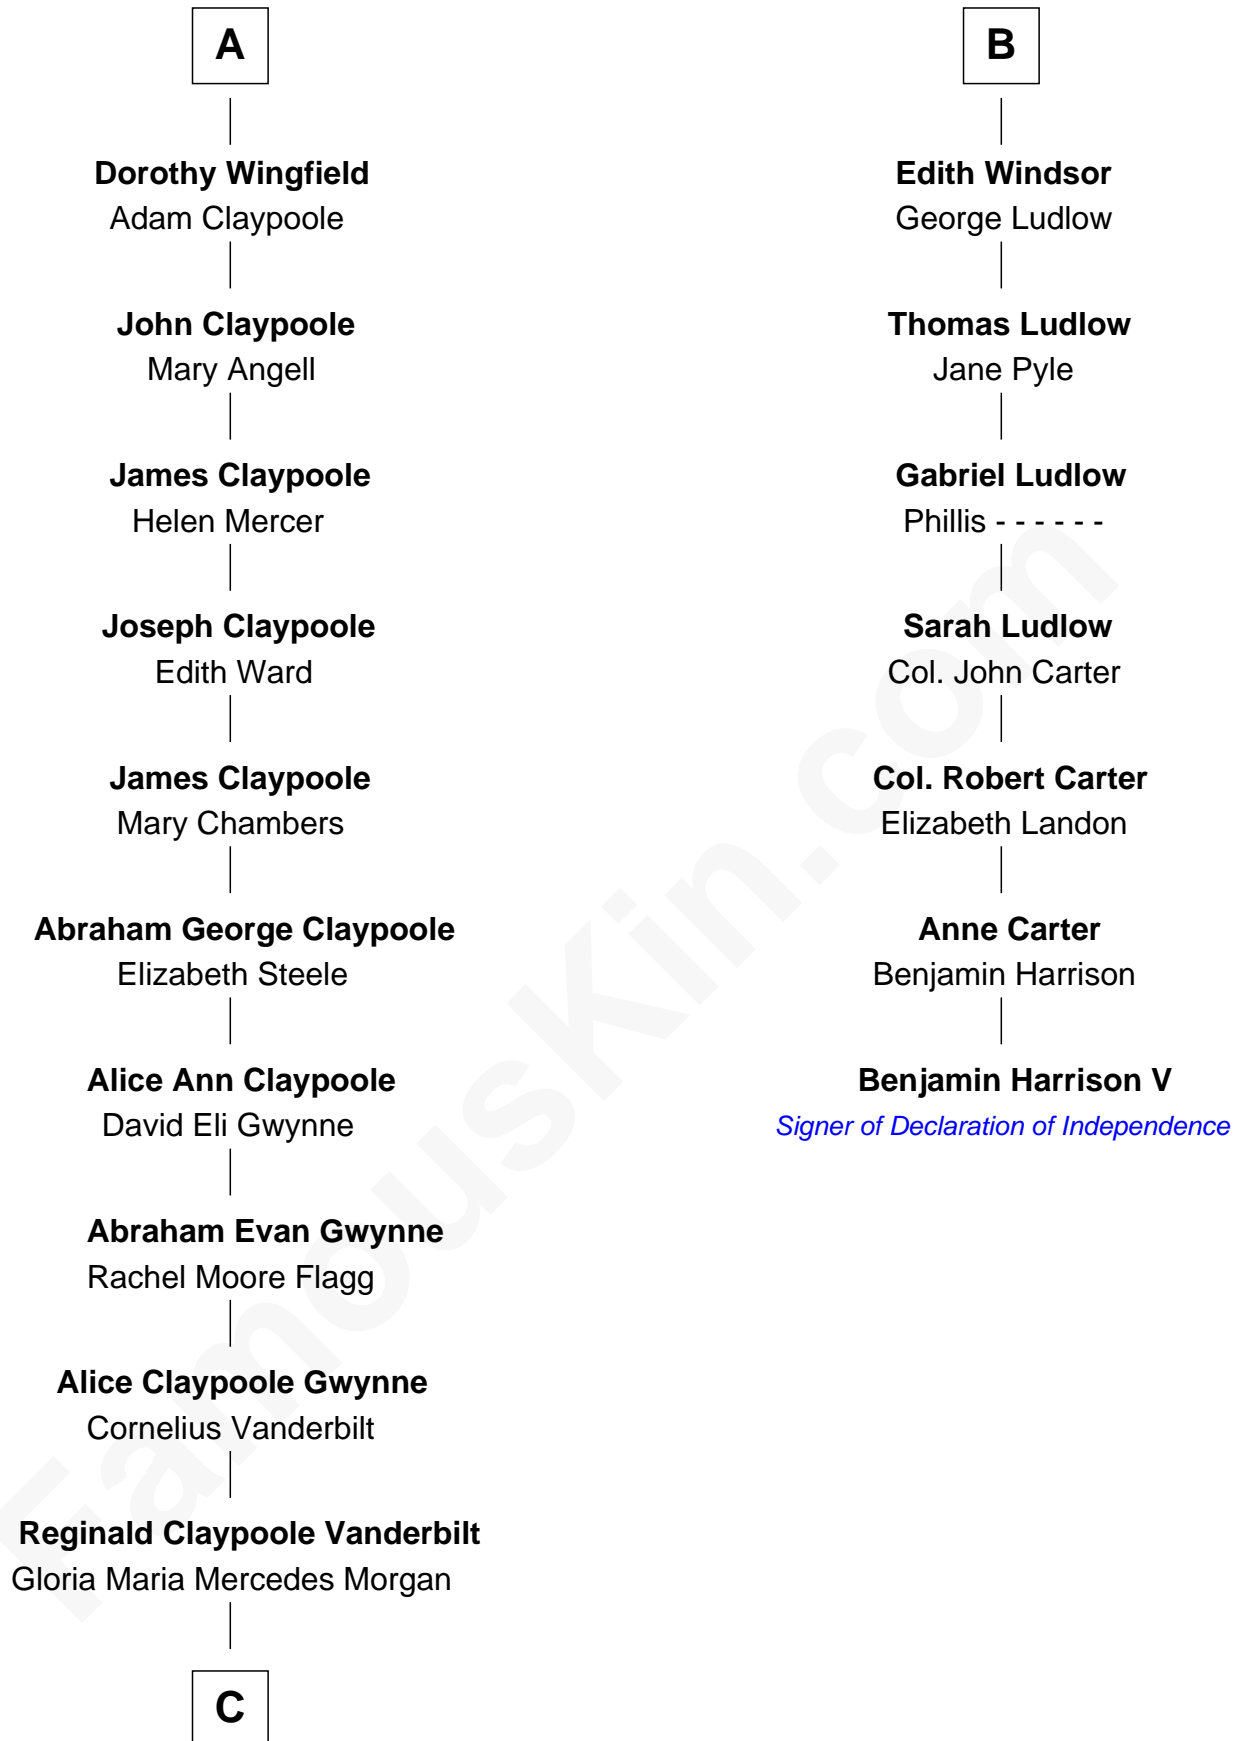 A
Dorothy Wingfield
Adam Claypoole
John Claypoole
Mary Angell
James Claypoole
Helen Mercer
Joseph Claypoole
Edith Ward
James Claypoole
Mary Chambers
Abraham George Claypoole
Elizabeth Steele
Alice Ann Claypoole
David Eli Gwynne
Abraham Evan Gwynne
Rachel Moore Flagg
Alice Claypoole Gwynne
Cornelius Vanderbilt
Reginald Claypoole Vanderbilt
Gloria Maria Mercedes Morgan
C
B
Edith Windsor
George Ludlow
Thomas Ludlow
Jane Pyle
Gabriel Ludlow
Phillis - - - - - -
Sarah Ludlow
Col. John Carter
Col. Robert Carter
Elizabeth Landon
Anne Carter
Benjamin Harrison
Benjamin Harrison V
Signer of Declaration of Independence
FamousKin.com